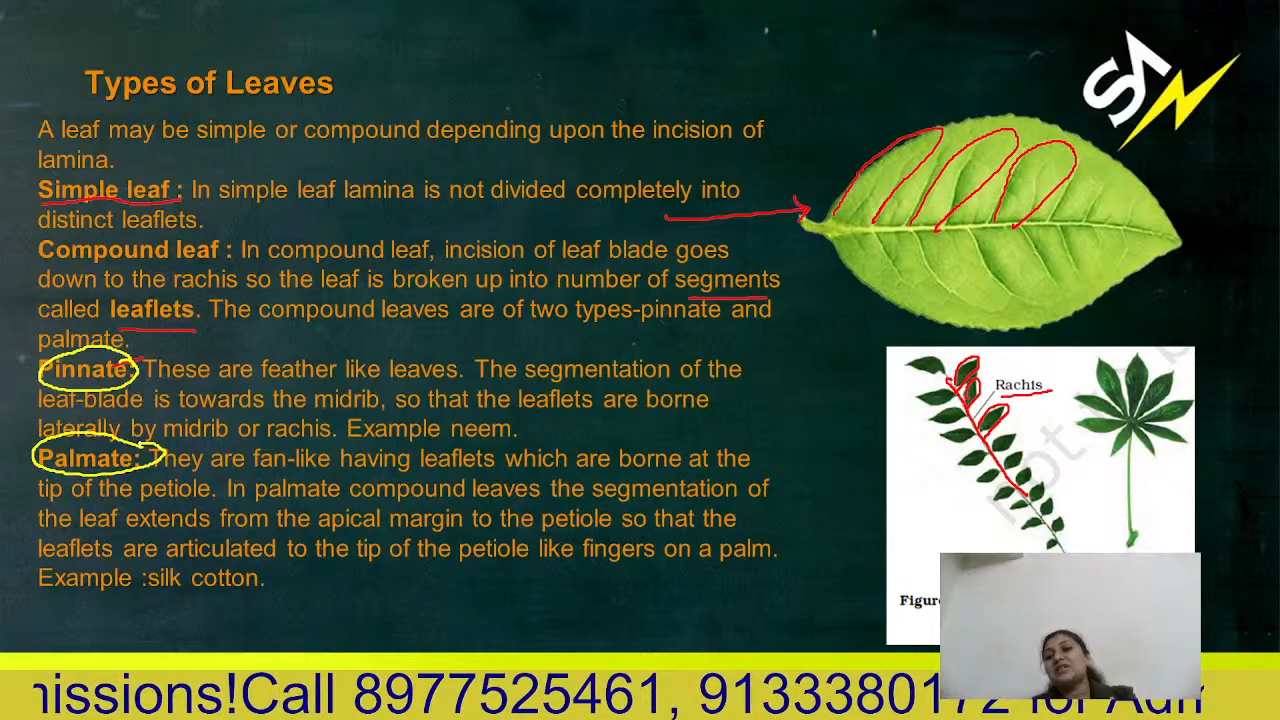 Types of Leaves
A leaf may be simple or compound depending upon the incision of
lamina.
Simple leaf : In simple leaf lamina is not divided completely into
distinct leaflets.
Compound leaf : In compound leaf, incision of leaf blade goes
down to the rachis so the leaf is broken up into number of segments
called leaflets. The compound leaves are of two types-pinnate and
palmate.
Pinnate: These are feather like leaves. The segmentation of the
leaf-blade is towards the midrib, so that the leaflets are borne
laterally by midrib or rachis. Example neem.
Palmate: They are fan-like having leaflets which are borne at the
tip of the petiole. In palmate compound leaves the segmentation of
the leaf extends from the apical margin to the petiole so that the
leaflets are articulated to the tip of the petiole like fingers on a palm.
Example :silk cotton.
Rachis
not
b
Figure
nissions!Call 8977525461, 9133380172 for Adm